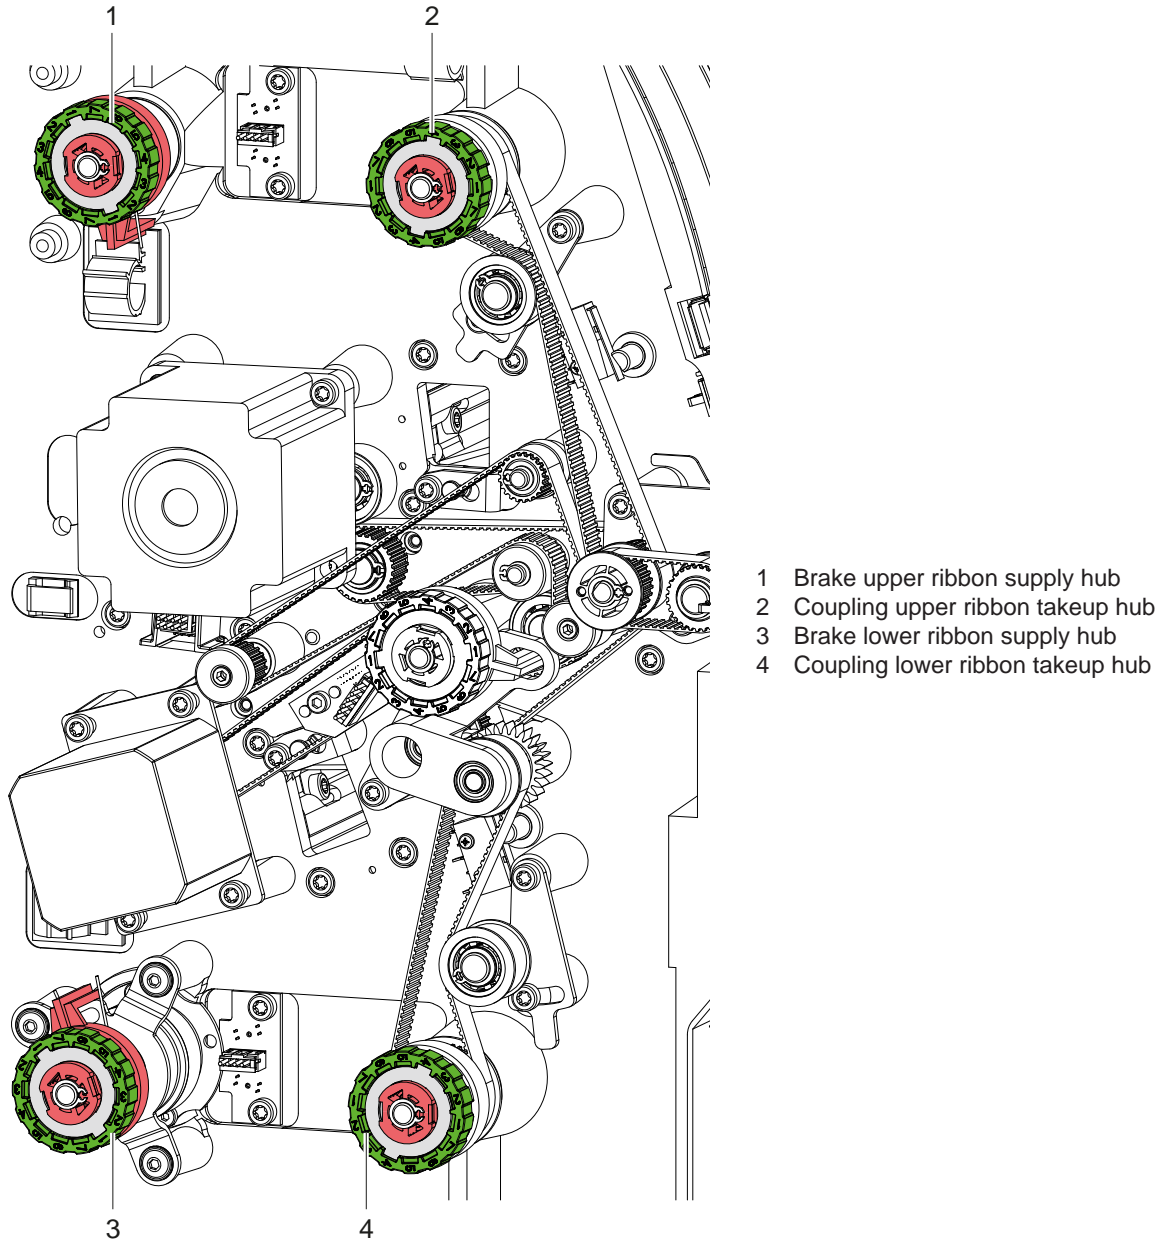 1 2
1 Brake upper ribbon supply hub
2 Coupling upper ribbon takeup hub
3 Brake lower ribbon supply hub
4 Coupling lower ribbon takeup hub
3 4